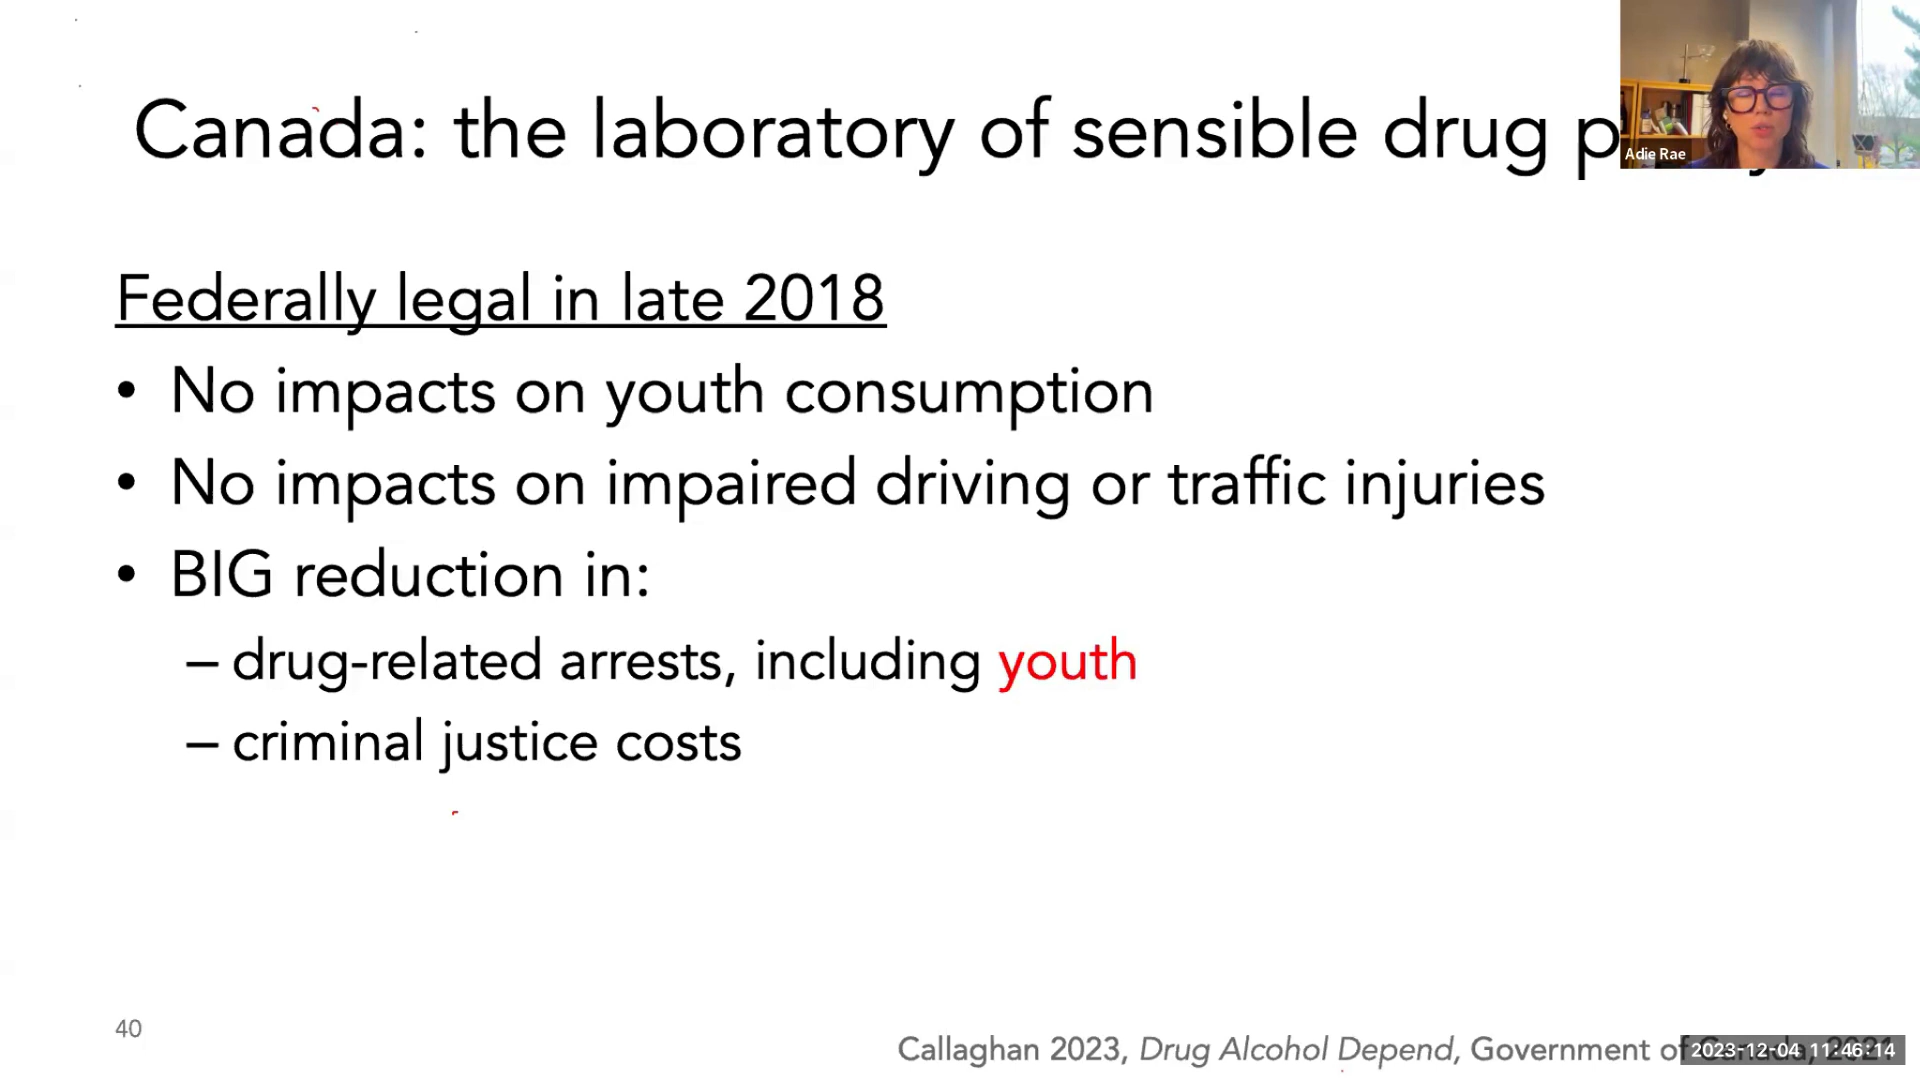 Canada: the laboratory of sensible drug
Adie Rae
Federally legal in late 2018
• No impacts on youth consumption
• No impacts on impaired driving or traffic injuries
• BIG reduction in:
– drug-related arrests, including youth
– criminal justice costs
40
Callaghan 2023, Drug Alcohol Depend, Government of
2023-12-04 11:46:14